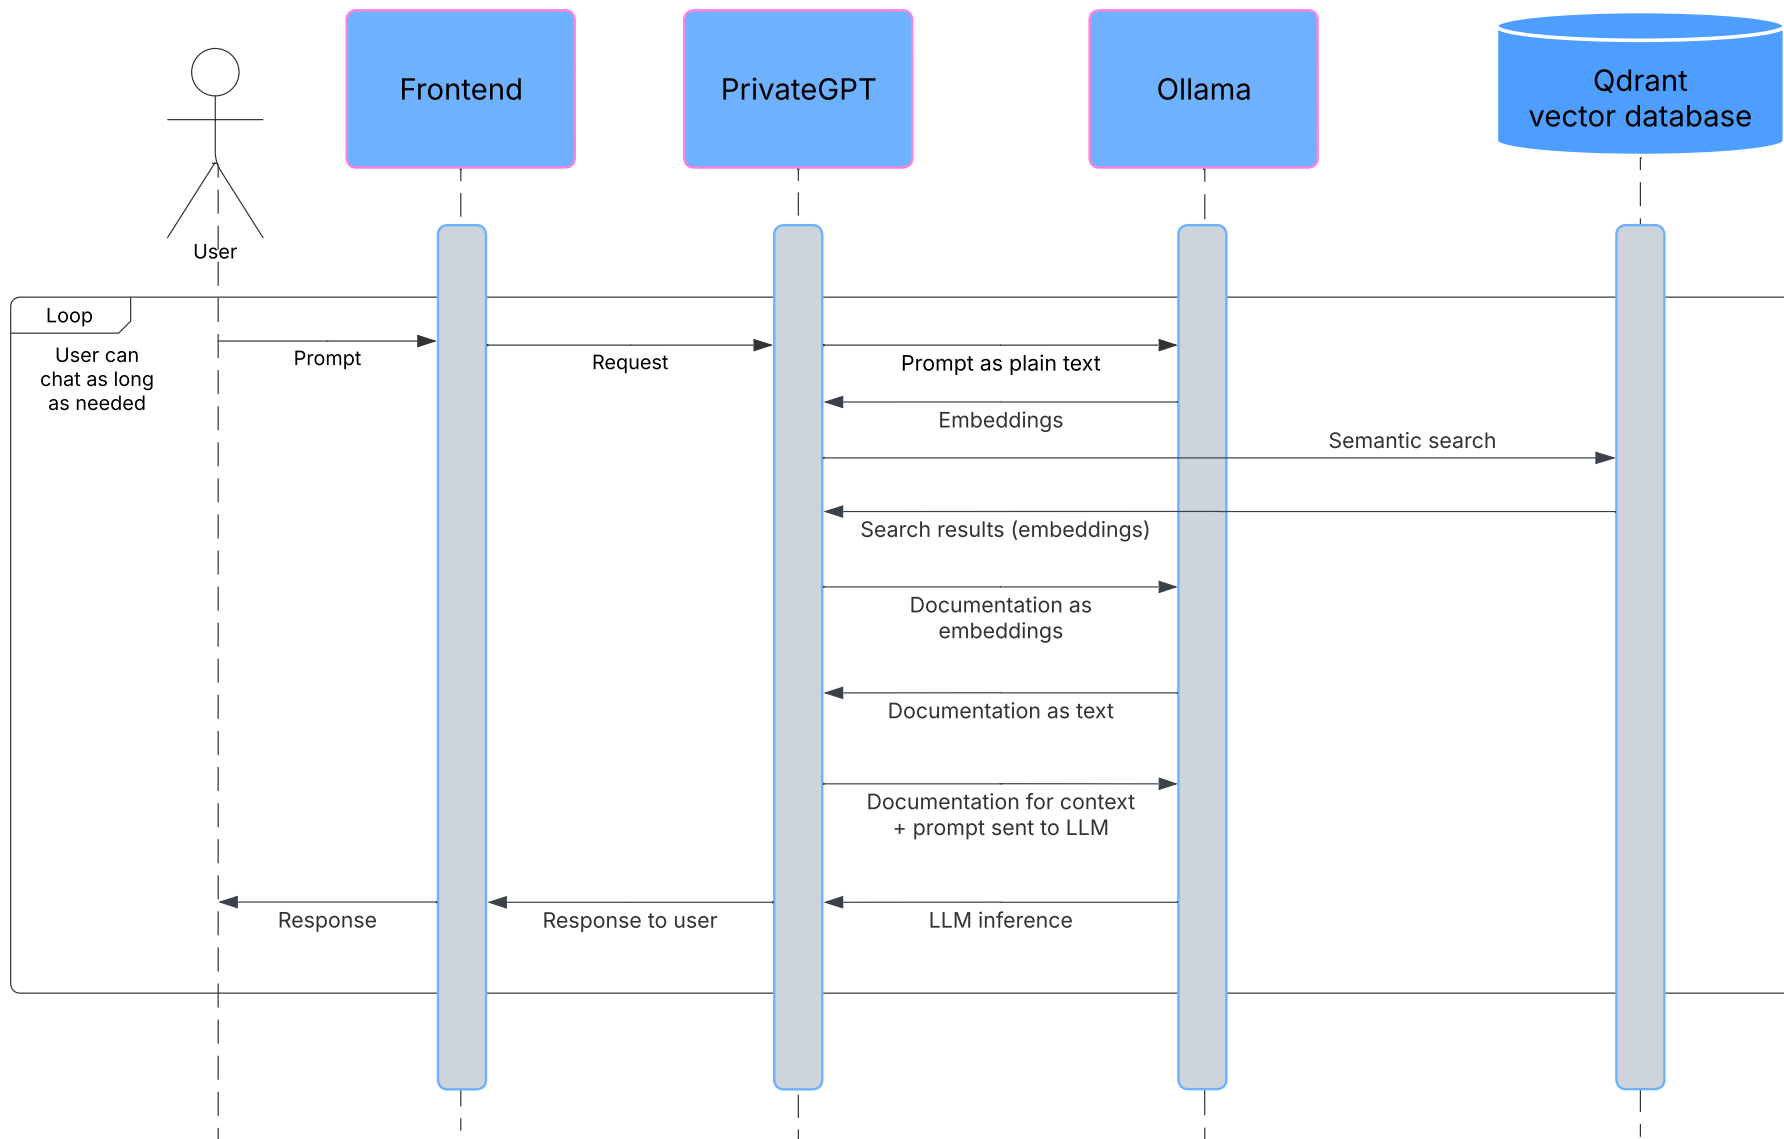 Frontend
PrivateGPT
Ollama
Qdrant
vector database
User
Loop
User can
chat as long
as needed
Prompt
Request
Prompt as plain text
Embeddings
Semantic search
Search results (embeddings)
Documentation as
embeddings
Documentation as text
Documentation for context
+ prompt sent to LLM
Response
Response to user
LLM inference